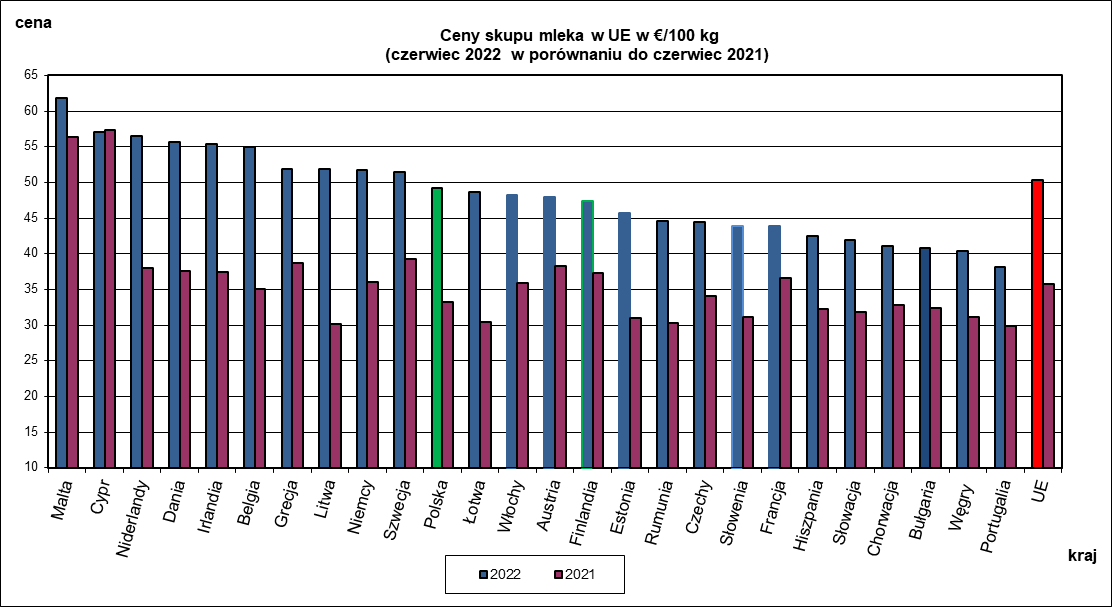 cena
Ceny skupu mleka w UE w €/100 kg
(czerwiec 2022 w porównaniu do czerwiec 2021)
65
60
55
50
45
40
35
30
25
20
15
10
Malta
Cypr
Niderlandy
Dania
Irlandia
Belgia
Grecja
Litwa
Niemcy
Szwecja
Polska
Łotwa
Włochy
Austria
Finlandia
Estonia
Rumunia
Czechy
Słowenia
Francja
Hiszpania
Słowacja
Chorwacja
Bułgaria
Węgry
Portugalia
UE
kraj
2022 2021